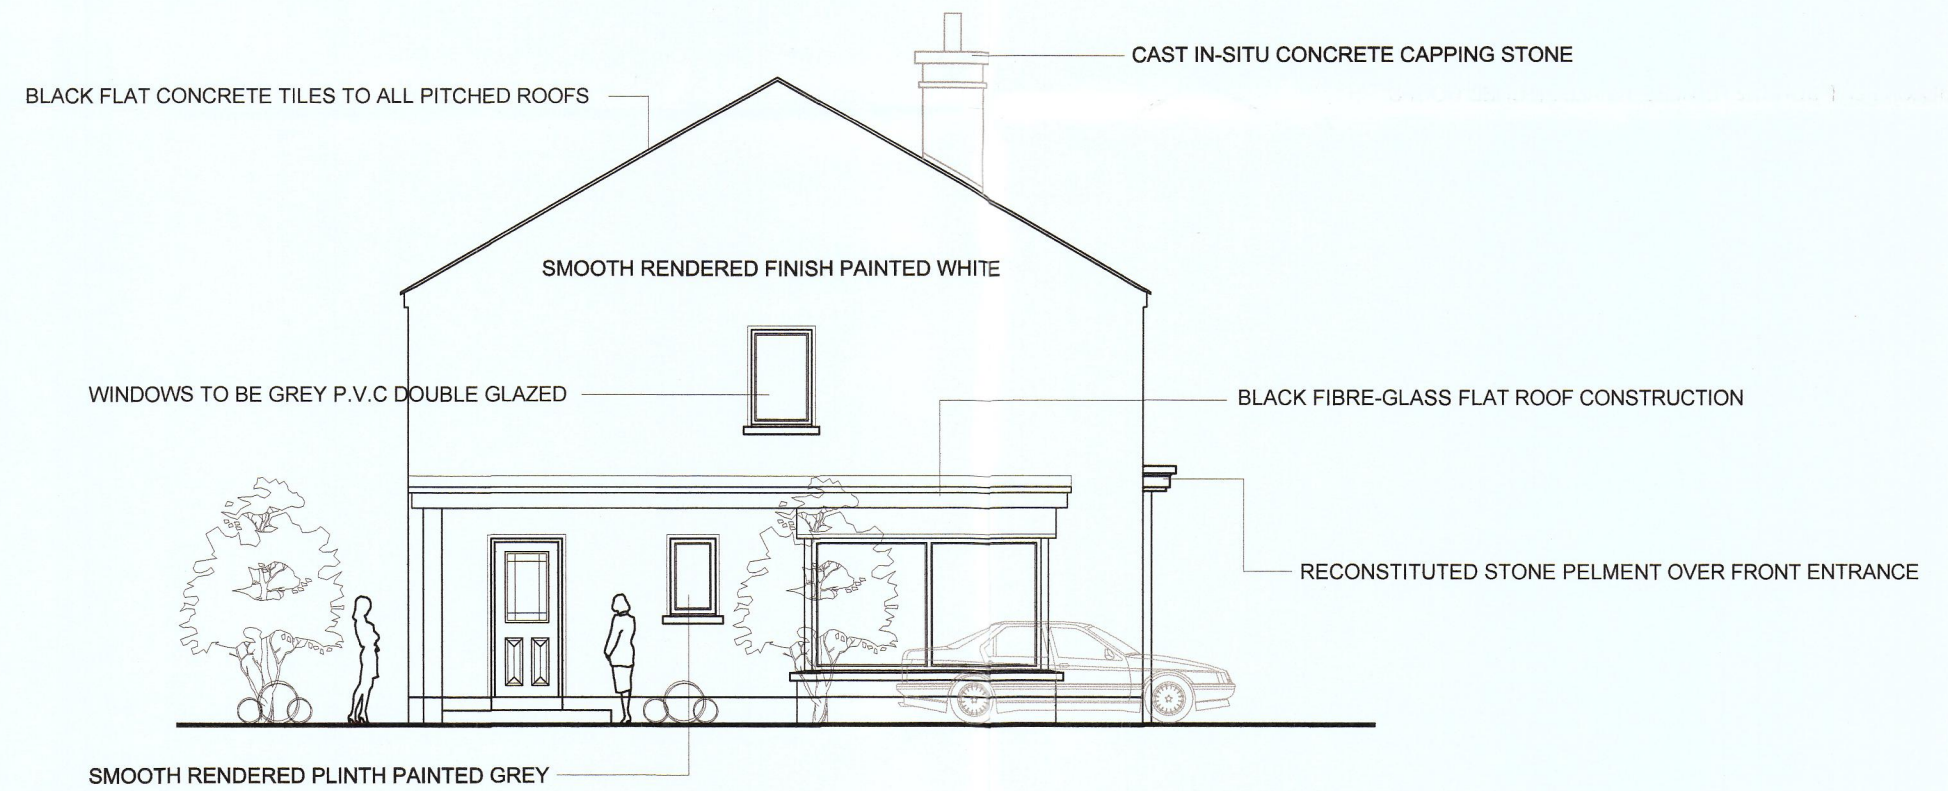 CAST IN-SITU CONCRETE CAPPING STONE
BLACK FLAT CONCRETE TILES TO ALL PITCHED ROOFS
SMOOTH RENDERED FINISH PAINTED WHITE
WINDOWS TO BE GREY P.V.C DOUBLE GLAZED
BLACK FIBRE-GLASS FLAT ROOF CONSTRUCTION
RECONSTITUTED STONE PELMENT OVER FRONT ENTRANCE
SMOOTH RENDERED PLINTH PAINTED GREY